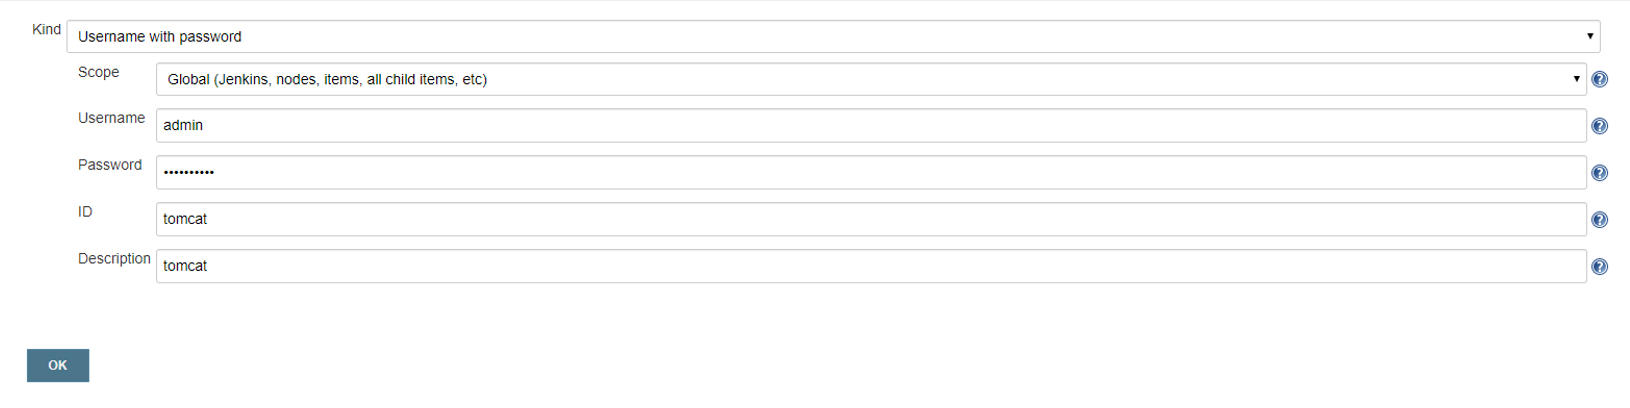 Kind Username with password
Scope Global (Jenkins, nodes, items, all child items, etc)
Username admin
Password ••••••••••
ID tomcat
Description tomcat
OK